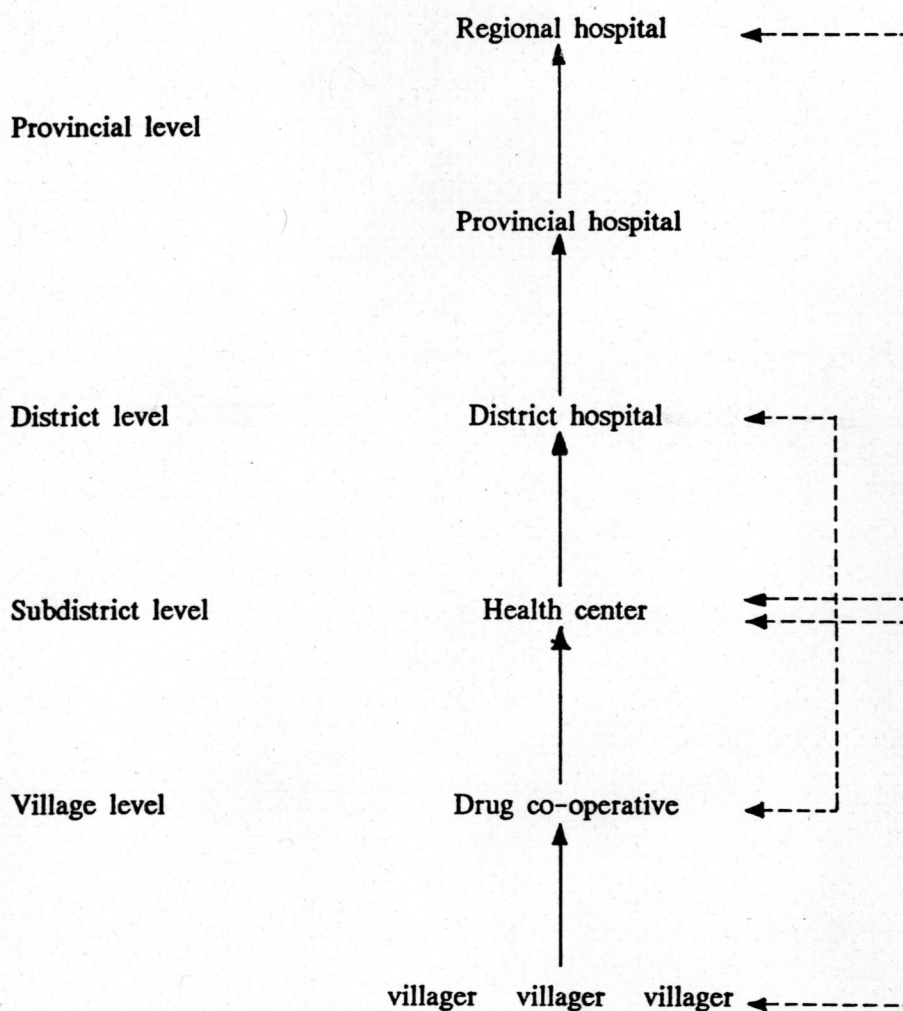 Regional hospital
Provincial level
Provincial hospital
District level District hospital
Subdistrict level Health center
Village level Drug co-operative
villager villager villager